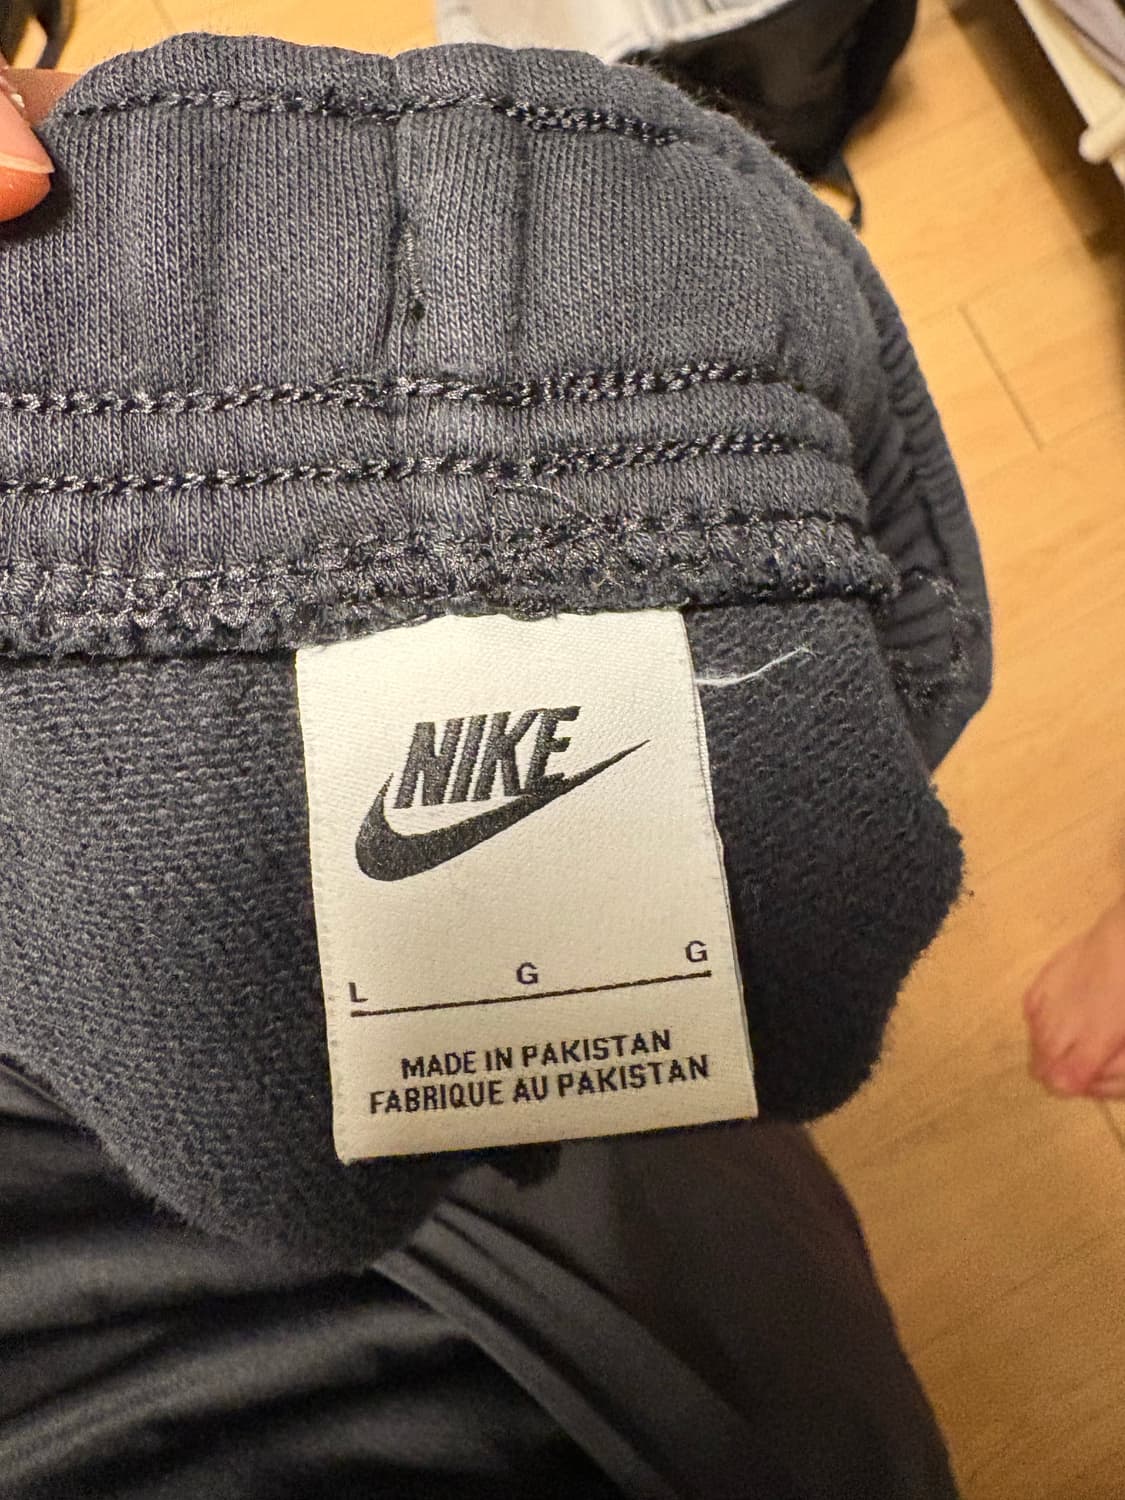 NIKE
L G G
MADE IN PAKISTAN
FABRIQUE AU PAKISTAN